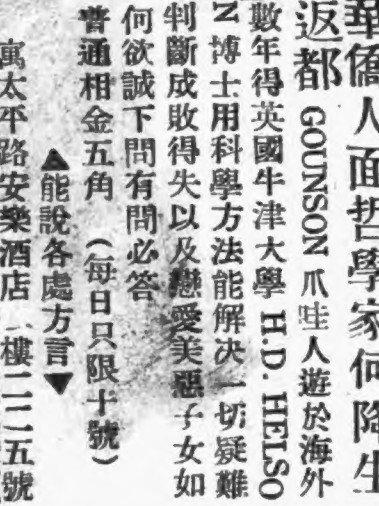 華僑人面哲學家何降生
返都 GOUNSON 爪哇人遊於海外
數年得英國牛津大學 H.D. HELSO
N 博士用科學方法能解決一切疑難
判斷成敗得失以及戀愛美惡子女如
何欲誠下問有問必答
普通相金五角 (每日只限十號)
▲能說各處方言▼
寓太平路安樂酒店 樓二二五號